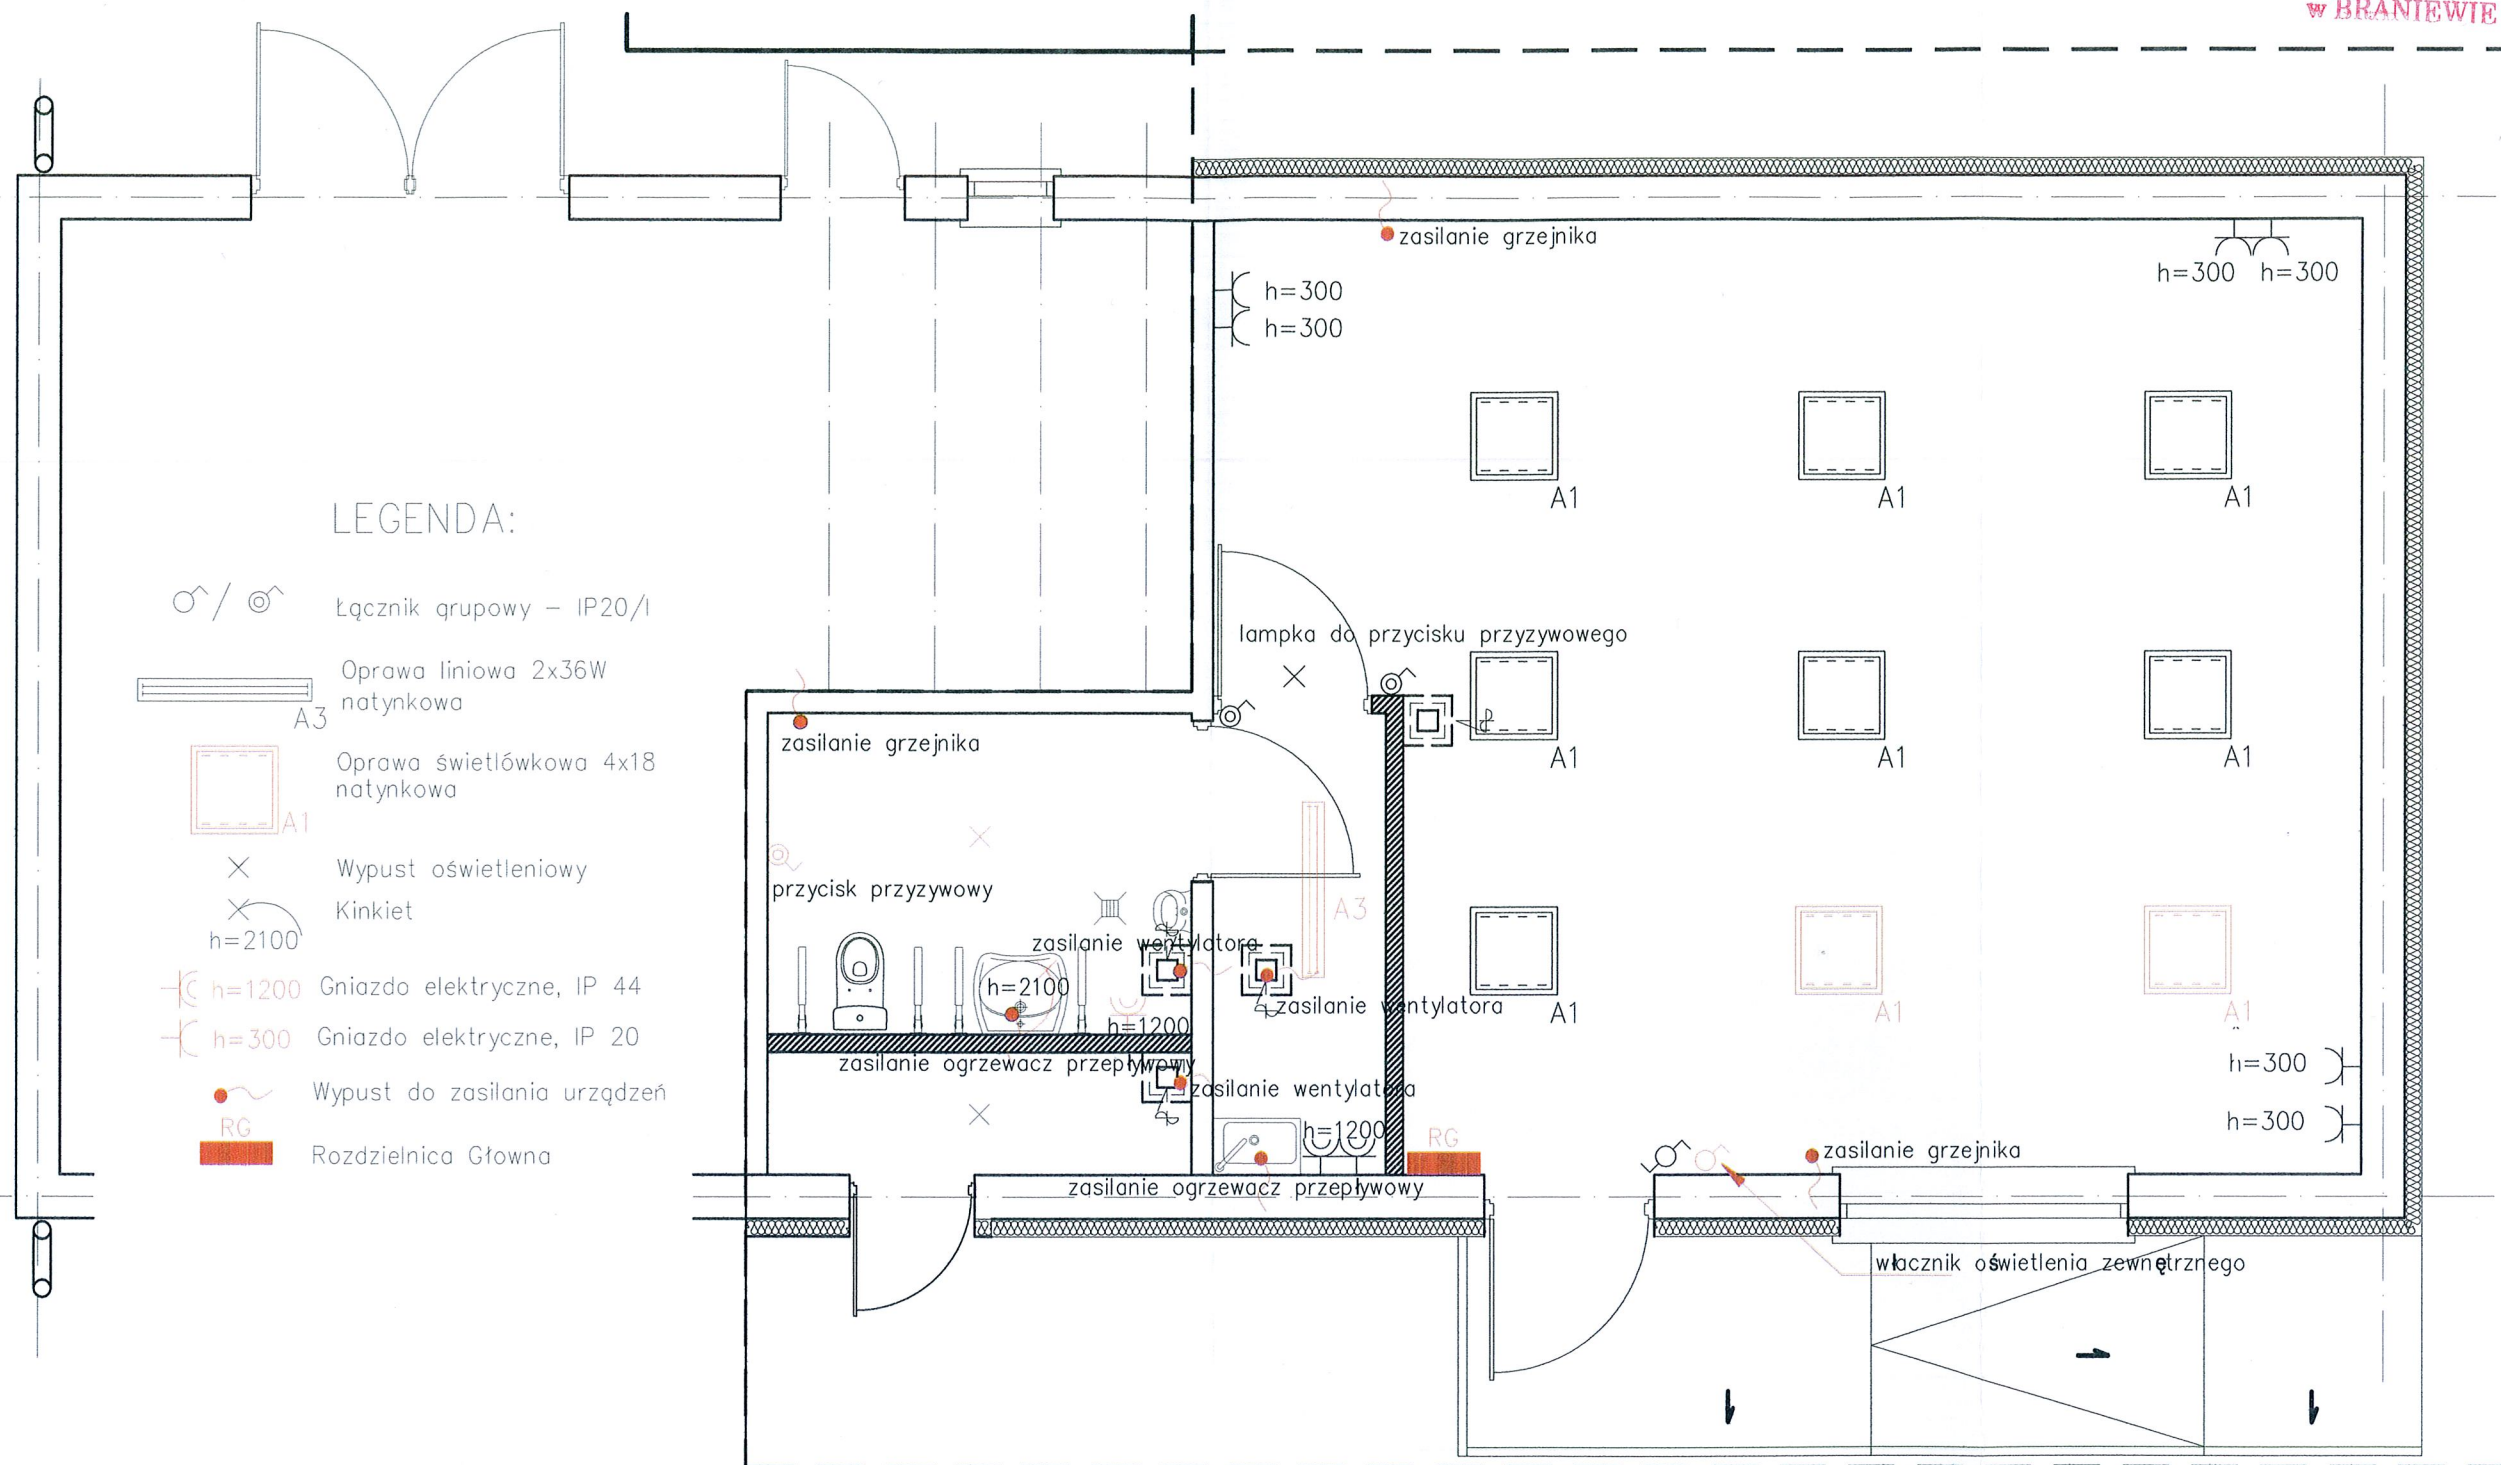 w BRANIEWIE
zasilanie grzejnika
h=300 h=300
h=300
h=300
A1
A1
A1
LEGENDA:
Łącznik grupowy – IP20/I
Oprawa liniowa 2x36W
natynkowa
A3
Oprawa świetlówkowa 4x18
natynkowa
A1
Wypust oświetleniowy
Kinkiet
h=2100
h=1200 Gniazdo elektryczne, IP 44
h=300 Gniazdo elektryczne, IP 20
Wypust do zasilania urządzeń
RG
Rozdzielnica Głowna
lampka do przycisku przyzywowego
A1
A1
A1
zasilanie grzejnika
przycisk przyzywowy
A3
zasilanie wentylatora
h=2100
zasilanie wentylatora
h=1200
A1
A1
A1
zasilanie ogrzewacz przepływowy
zasilanie wentylatora
h=1200
RG
h=300
h=300
zasilanie grzejnika
zasilanie ogrzewacz przepływowy
włacznik oświetlenia zewnętrznego